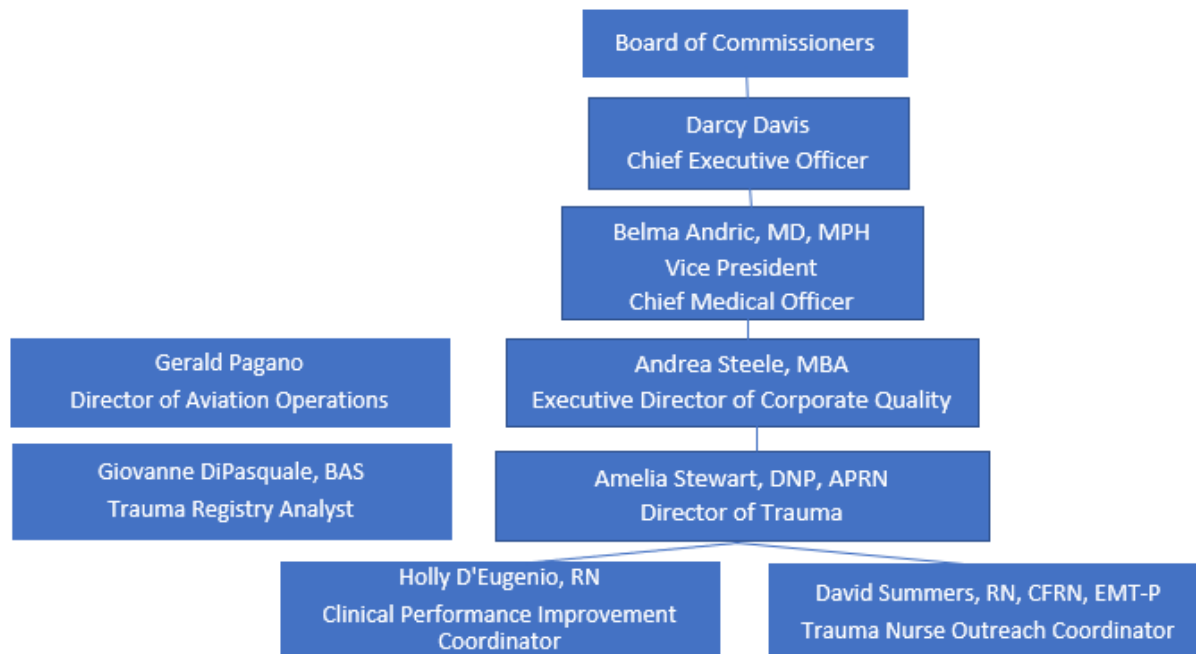 Board of Commissioners
Darcy Davis
Chief Executive Officer
Belma Andric, MD, MPH
Vice President
Chief Medical Officer
Gerald Pagano
Director of Aviation Operations
Andrea Steele, MBA
Executive Director of Corporate Quality
Giovanne DiPasquale, BAS
Trauma Registry Analyst
Amelia Stewart, DNP, APRN
Director of Trauma
Holly D'Eugenio, RN
Clinical Performance Improvement
Coordinator
David Summers, RN, CFRN, EMT-P
Trauma Nurse Outreach Coordinator